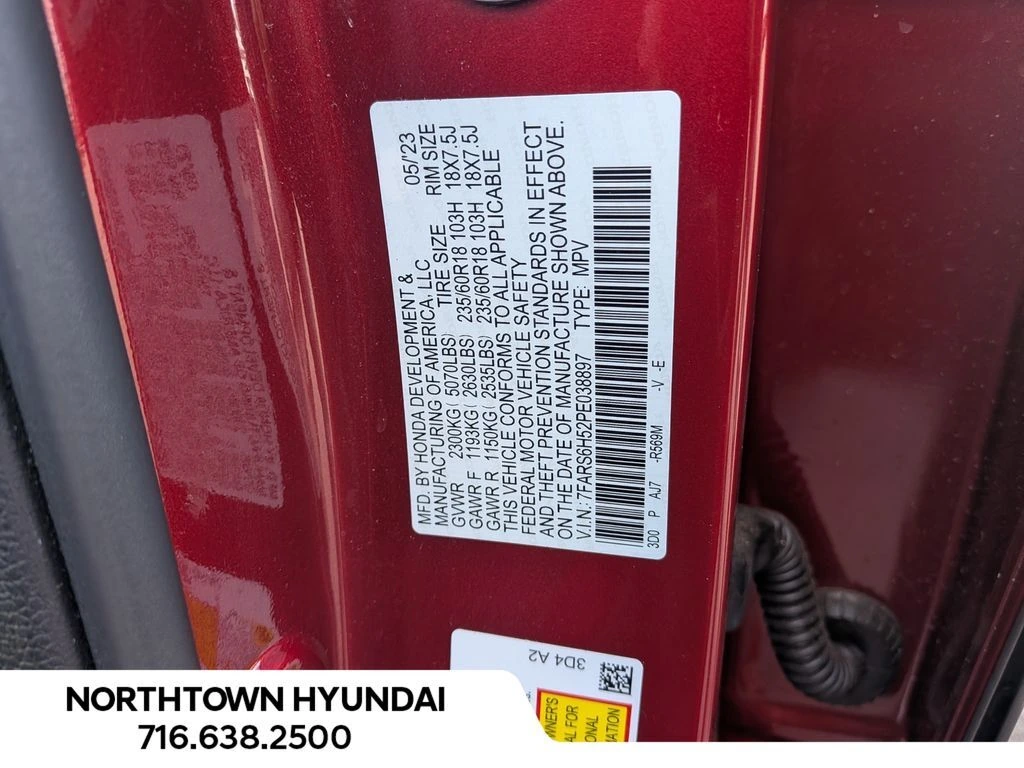 MFD. BY HONDA DEVELOPMENT & 05/'23
MANUFACTURING OF AMERICA, LLC
TIRE SIZE RIM SIZE
GVWR 2300KG( 5070LBS)
GAWR F 1193KG( 2630LBS) 235/60R18 103H 18X7.5J
GAWR R 1150KG( 2535LBS) 235/60R18 103H 18X7.5J
THIS VEHICLE CONFORMS TO ALL APPLICABLE
FEDERAL MOTOR VEHICLE SAFETY
AND THEFT PREVENTION STANDARDS IN EFFECT
ON THE DATE OF MANUFACTURE SHOWN ABOVE.
V.I.N.: 7FARS6H52PE038897 TYPE: MPV
3D0 P AJ7 -R569M -V -E
3D4 A2
NORTHTOWN HYUNDAI
716.638.2500